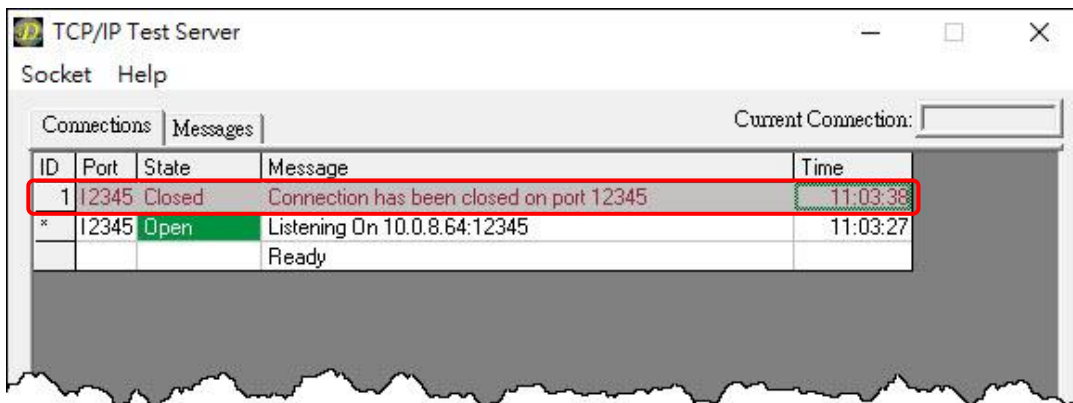 TCP/IP Test Server
Socket Help
Connections Messages Current Connection:
ID Port State Message Time
1 12345 Closed Connection has been closed on port 12345 11:03:38
* 12345 Open Listening On 10.0.8.64:12345 11:03:27
Ready